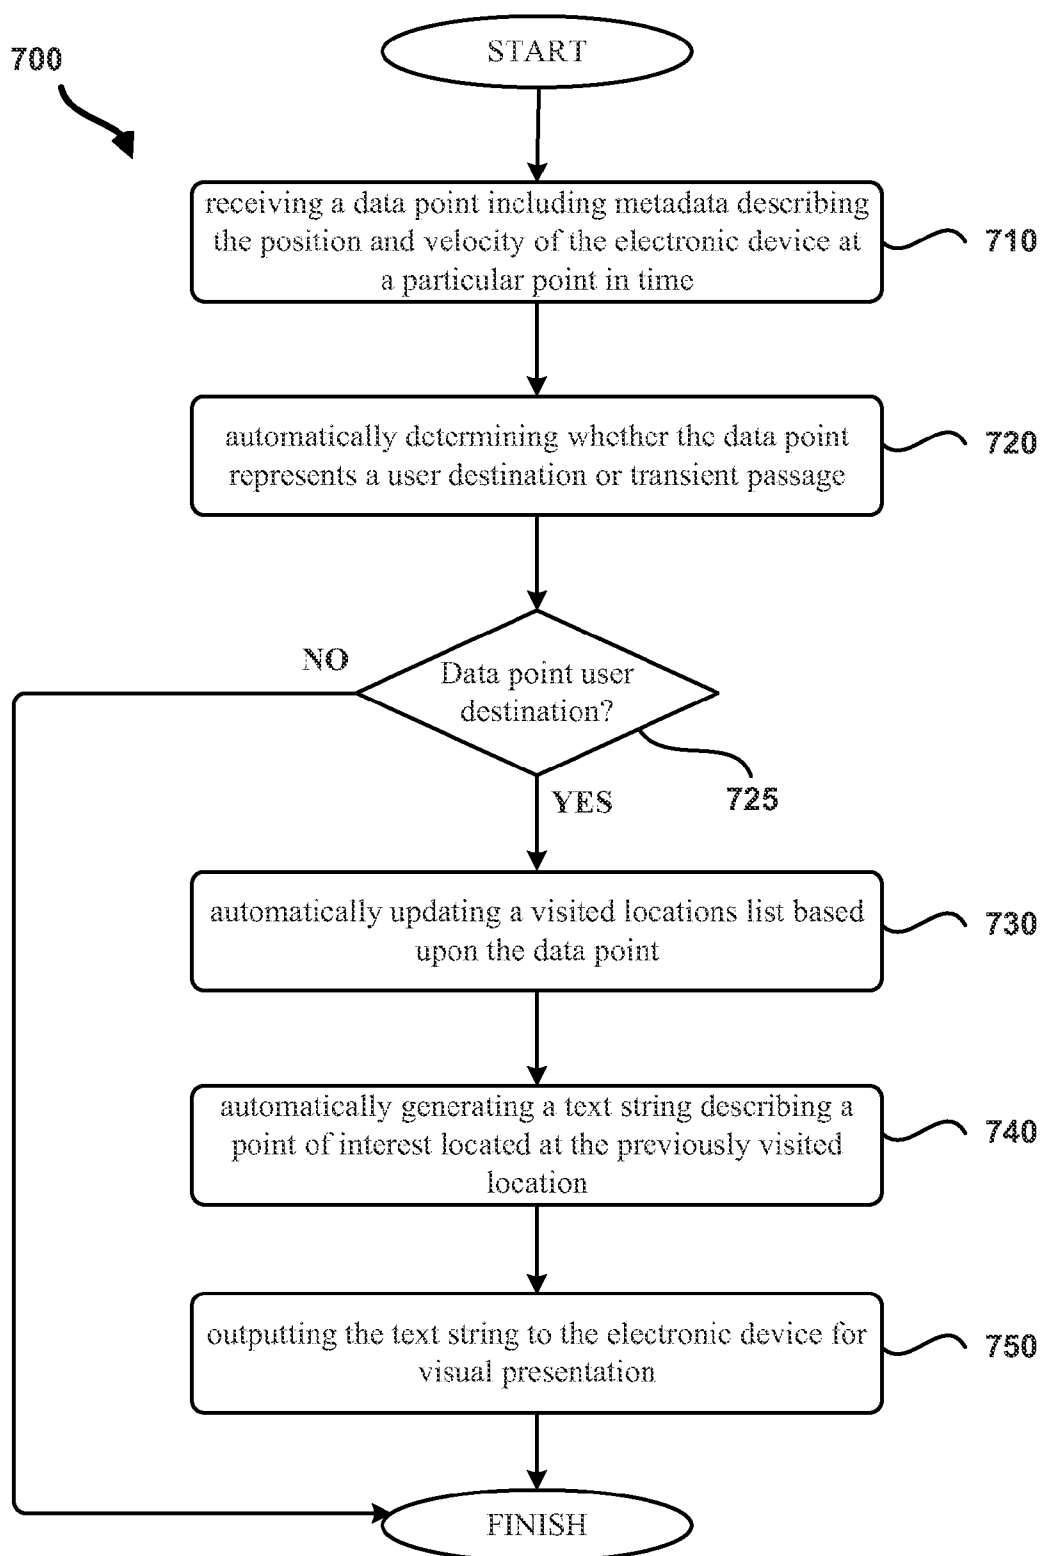 START
700
receiving a data point including metadata describing
the position and velocity of the electronic device at
a particular point in time
710
automatically determining whether the data point
represents a user destination or transient passage
720
NO
Data point user
destination?
725
YES
automatically updating a visited locations list based
upon the data point
730
automatically generating a text string describing a
point of interest located at the previously visited
location
740
outputting the text string to the electronic device for
visual presentation
750
FINISH